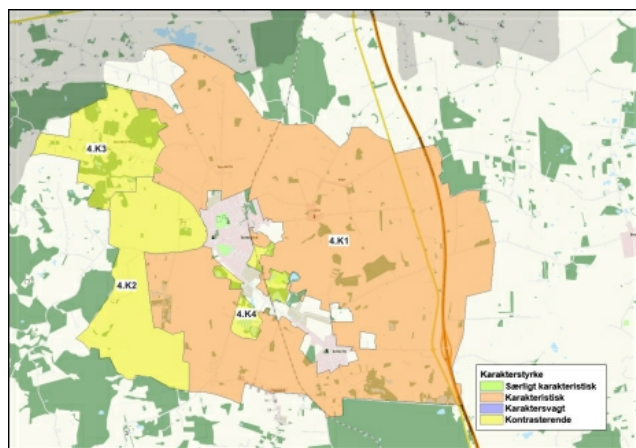 4.K3
4.K1
4.K2
4.K4
Karakterstyrke
Særligt karakteristisk
Karakteristisk
Karaktersvagt
Kontrasterende